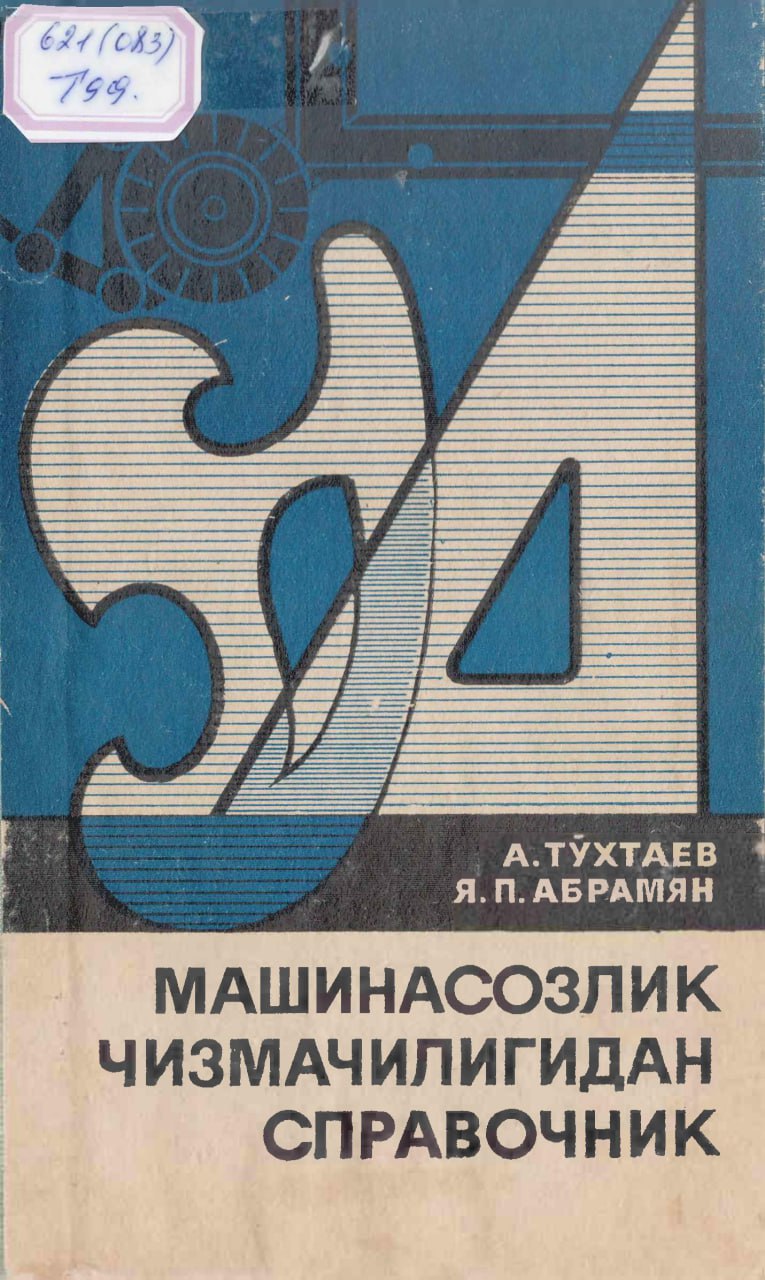 621(083)
Т99.
А. ТЎХТАЕВ
Я. П. АБРАМЯН
МАШИНАСОЗЛИК
ЧИЗМАЧИЛИГИДАН
СПРАВОЧНИК